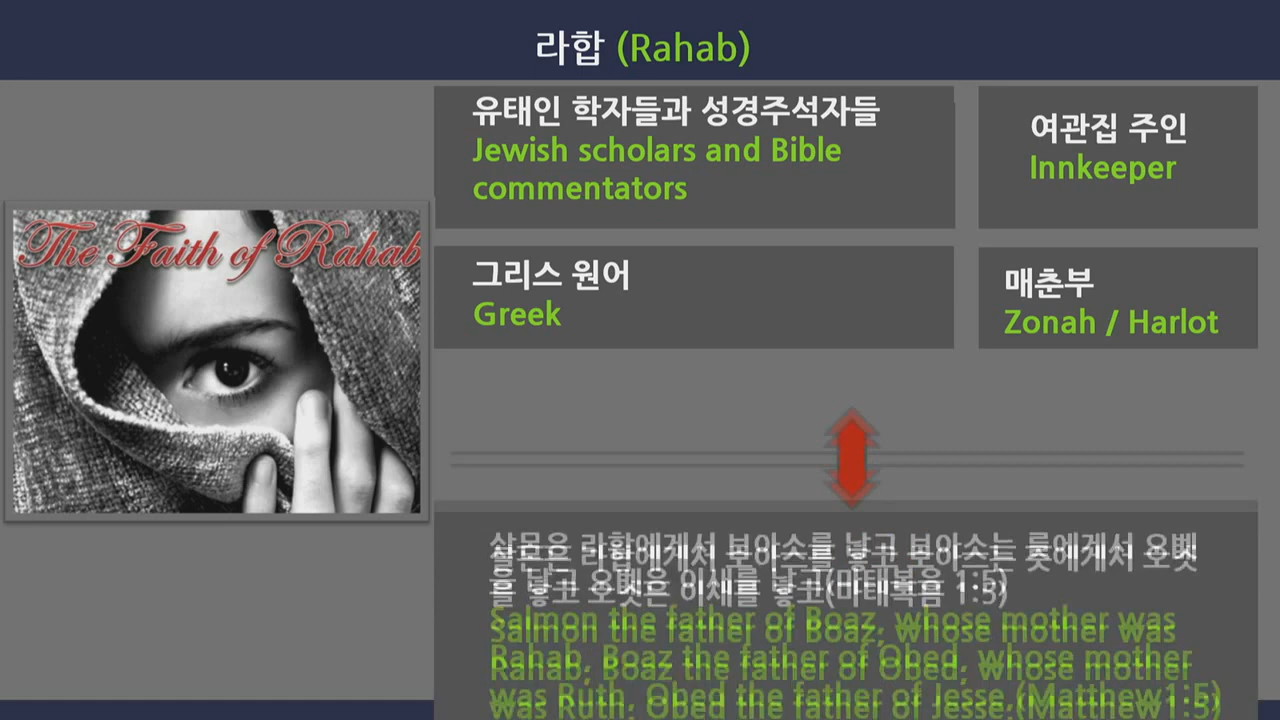 라합 (Rahab)
유태인 학자들과 성경주석자들
Jewish scholars and Bible
commentators
여관집 주인
Innkeeper
The Faith of Rahab
그리스 원어
Greek
매춘부
Zonah / Harlot
살몬은 라합에게서 보아스를 낳고 보아스는 룻에게서 오벳
을 낳고 오벳은 이새를 낳고(마태복음 1:5)
Salmon the father of Boaz, whose mother was
Rahab, Boaz the father of Obed, whose mother
was Ruth, Obed the father of Jesse,(Matthew1:5)